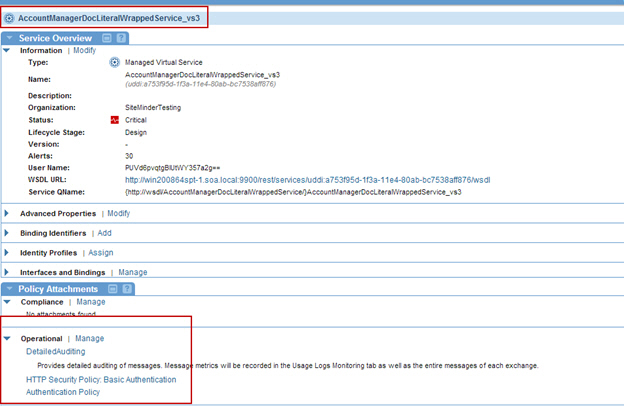 AccountManagerDocLiteralWrappedService_vs3
Service Overview
Information | Modify
Type: Managed Virtual Service
Name: AccountManagerDocLiteralWrappedService_vs3
(uddi:a753f95d-1f3a-11e4-80ab-bc7538aff876)
Description:
Organization: SiteMinderTesting
Status: Critical
Lifecycle Stage: Design
Version: -
Alerts: 30
User Name: PUVd6pvqtgBlUtWY357a2g==
WSDL URL: http://win200864spt-1.soa.local:9900/rest/services/uddi:a753f95d-1f3a-11e4-80ab-bc7538aff876/wsdl
Service QName: {http://wsdl/AccountManagerDocLiteralWrappedService/}AccountManagerDocLiteralWrappedService_vs3
Advanced Properties | Modify
Binding Identifiers | Add
Identity Profiles | Assign
Interfaces and Bindings | Manage
Policy Attachments
Compliance | Manage
No attachments found
Operational | Manage
DetailedAuditing
Provides detailed auditing of messages. Message metrics will be recorded in the Usage Logs Monitoring tab as well as the entire messages of each exchange.
HTTP Security Policy: Basic Authentication
Authentication Policy